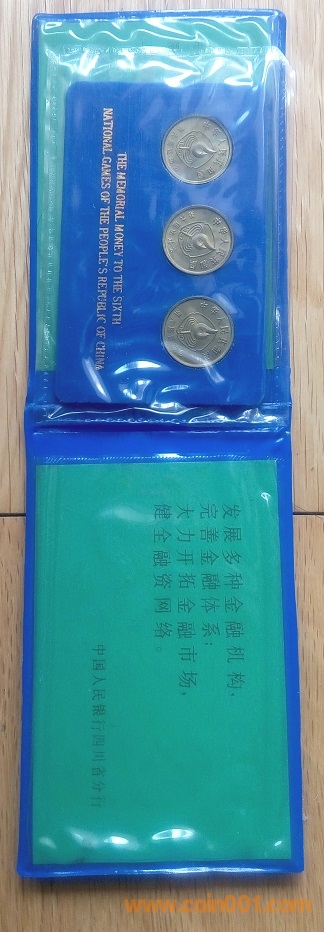 THE MEMORIAL MONEY TO THE SIXTH
NATIONAL GAMES OF THE PEOPLE'S REPUBLIC OF CHINA
发展多种金融机构,
完善金融体系;
大力开拓金融市场,
健全融资网络。
中国人民银行四川省分行
www.coin001.com